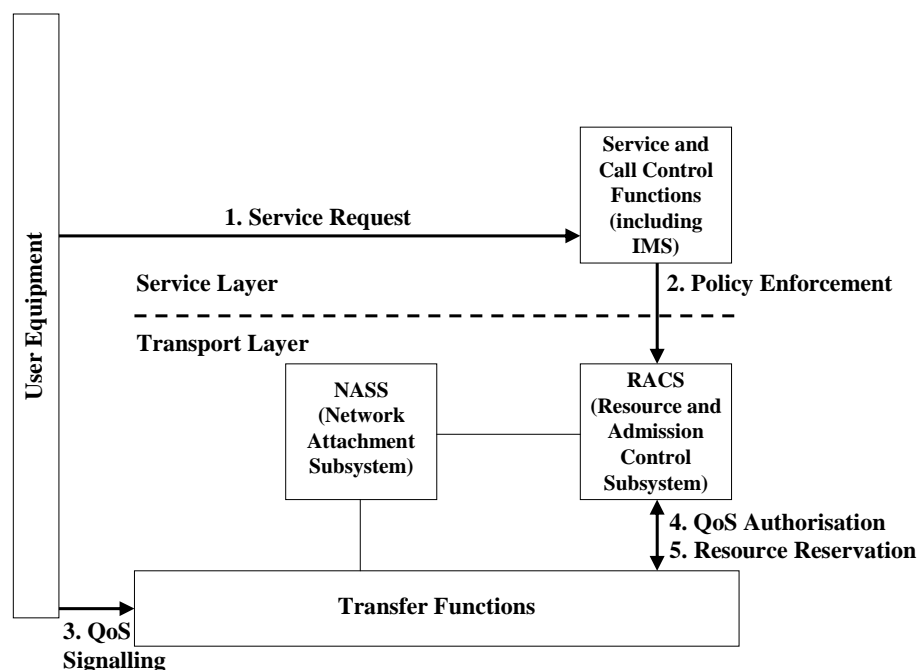 User Equipment
1. Service Request
Service and
Call Control
Functions
(including
IMS)
2. Policy Enforcement
Service Layer
Transport Layer
NASS
(Network
Attachment
Subsystem)
RACS
(Resource and
Admission
Control
Subsystem)
4. QoS Authorisation
5. Resource Reservation
Transfer Functions
3. QoS
Signalling